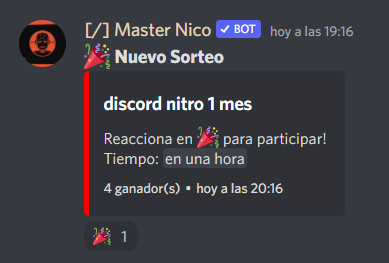 [/] Master Nico ✓ BOT hoy a las 19:16
🎉 Nuevo Sorteo
discord nitro 1 mes
Reacciona en 🎉 para participar!
Tiempo: en una hora
4 ganador(s) • hoy a las 20:16
🎉 1